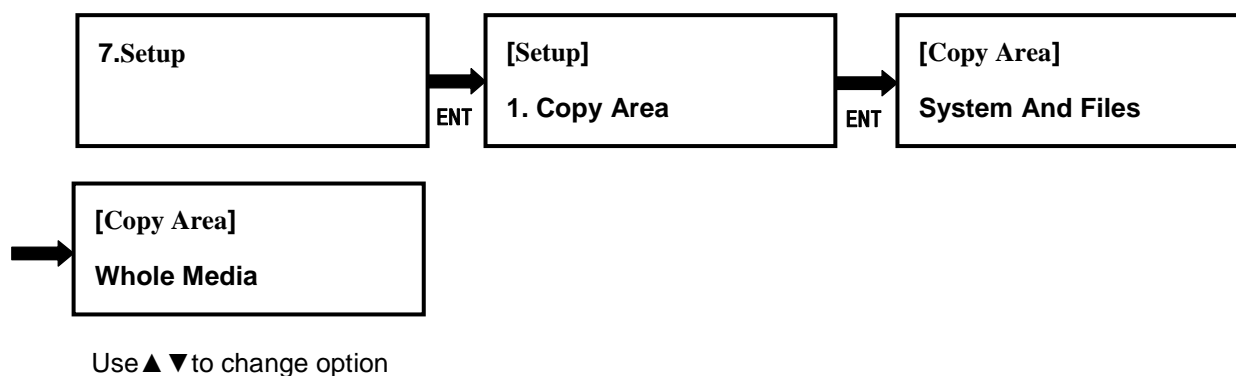 7.Setup
ENT
[Setup]
1. Copy Area
ENT
[Copy Area]
System And Files
[Copy Area]
Whole Media
Use▲▼to change option